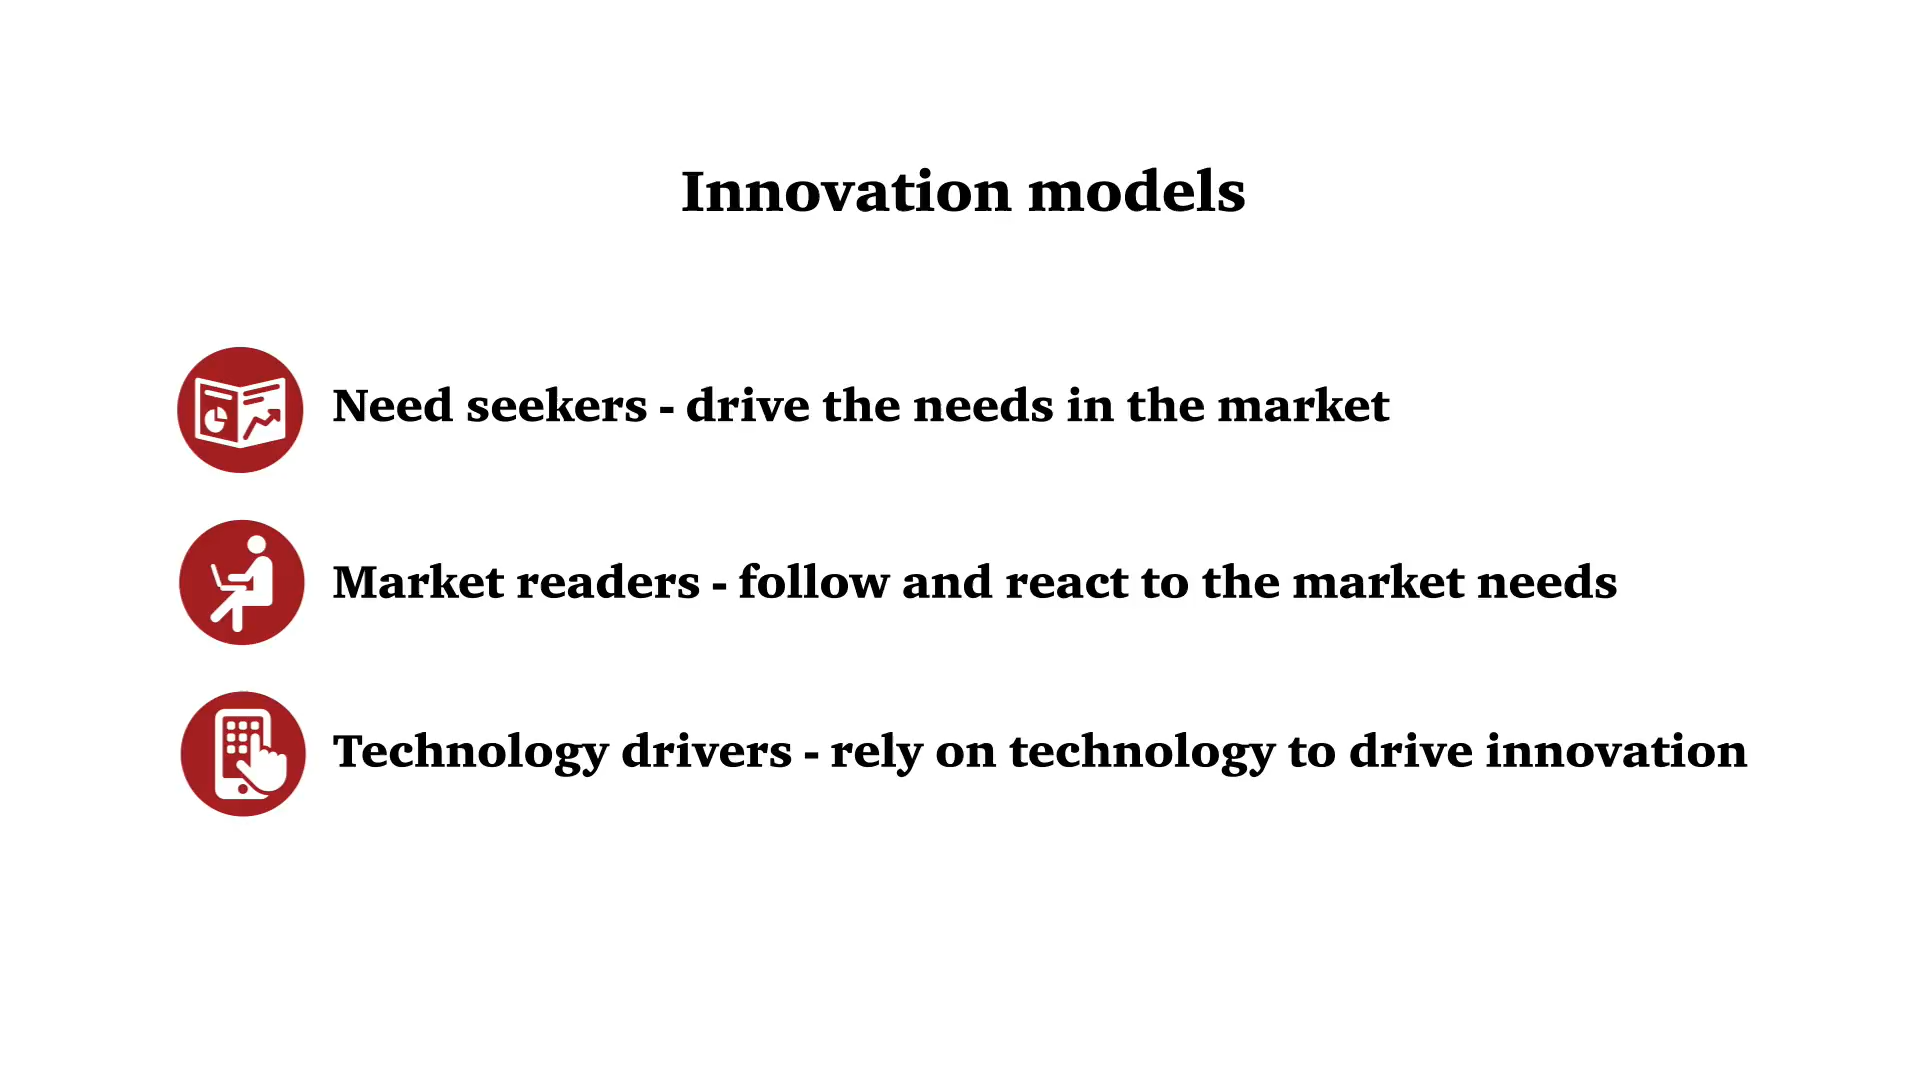 Innovation models
Need seekers - drive the needs in the market
Market readers - follow and react to the market needs
Technology drivers - rely on technology to drive innovation